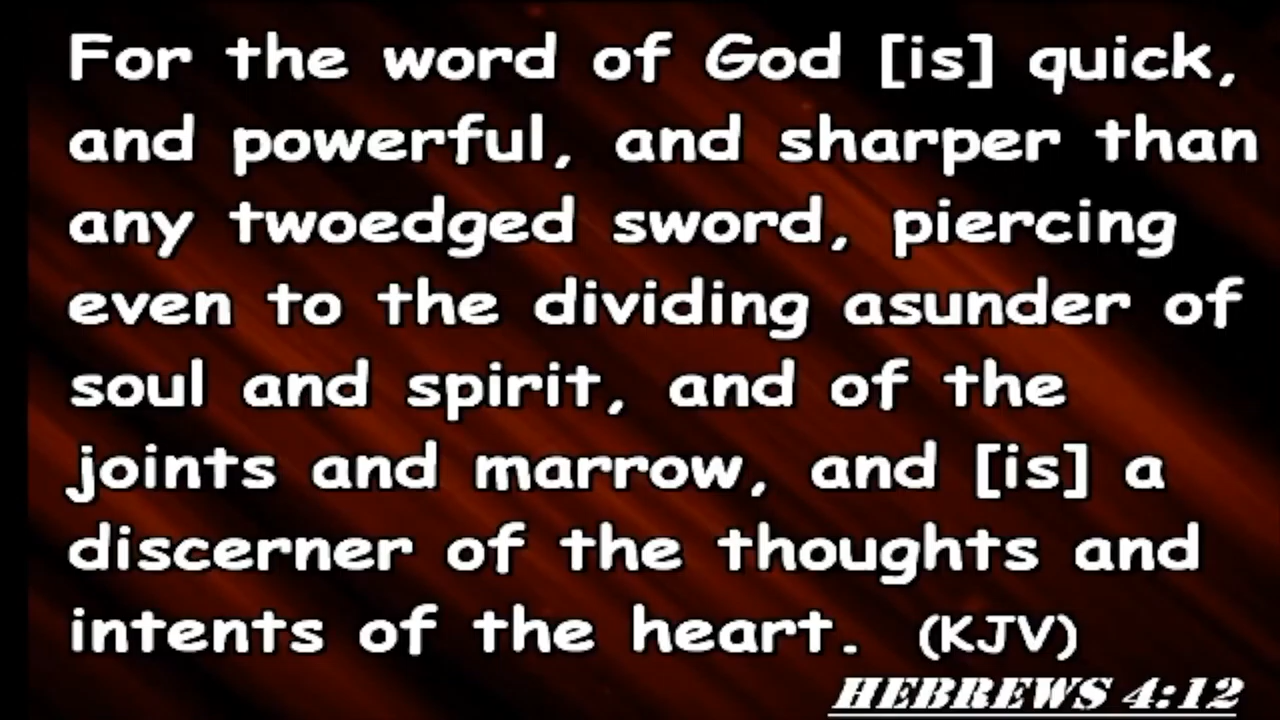 For the word of God [is] quick,
and powerful, and sharper than
any twoedged sword, piercing
even to the dividing asunder of
soul and spirit, and of the
joints and marrow, and [is] a
discerner of the thoughts and
intents of the heart. (KJV)
HEBREWS 4:12